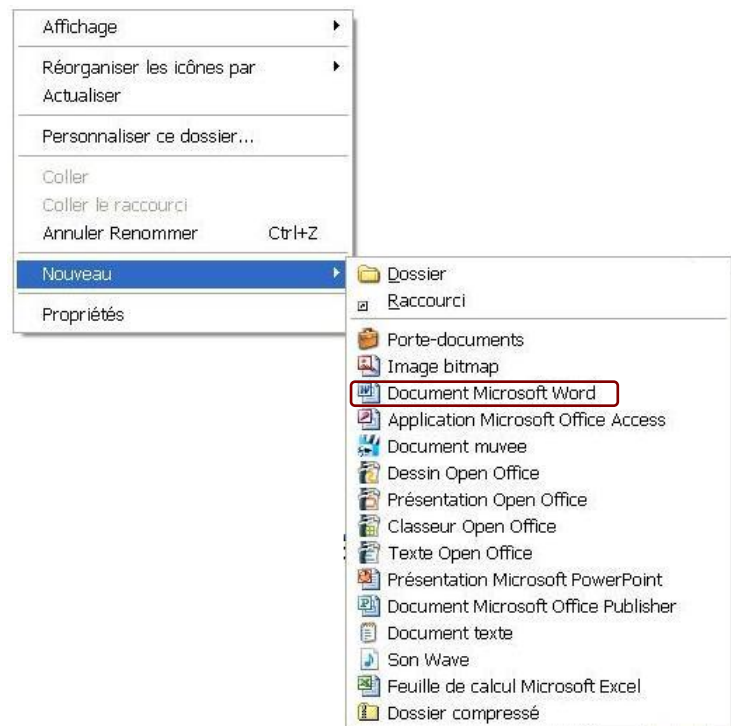 Affichage
Réorganiser les icônes par
Actualiser
Personnaliser ce dossier...
Coller
Coller le raccourci
Annuler Renommer Ctrl+Z
Nouveau
Propriétés
Dossier
Raccourci
Porte-documents
Image bitmap
Document Microsoft Word
Application Microsoft Office Access
Document muvee
Dessin Open Office
Présentation Open Office
Classeur Open Office
Texte Open Office
Présentation Microsoft PowerPoint
Document Microsoft Office Publisher
Document texte
Son Wave
Feuille de calcul Microsoft Excel
Dossier compressé